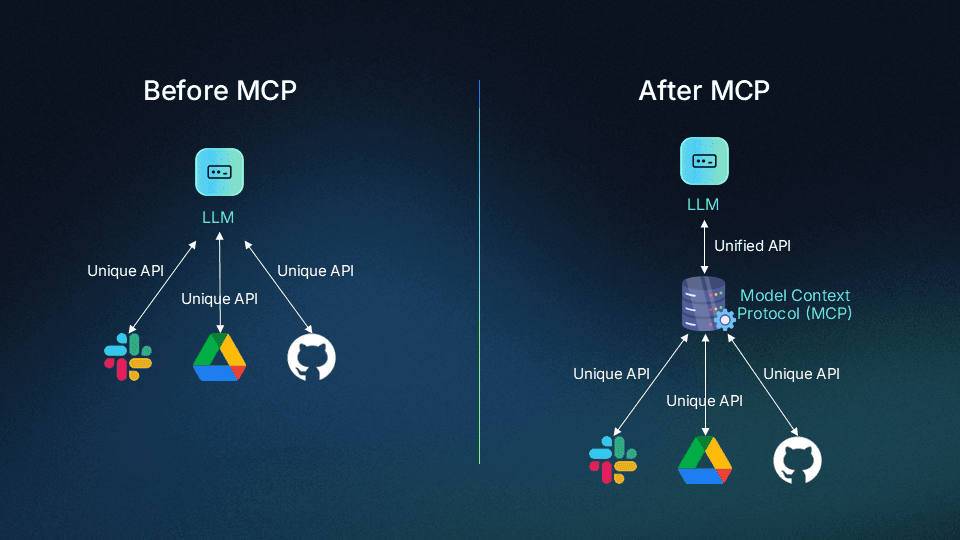 Before MCP
LLM
Unique API
Unique API
Unique API
After MCP
LLM
Unified API
Model Context
Protocol (MCP)
Unique API
Unique API
Unique API